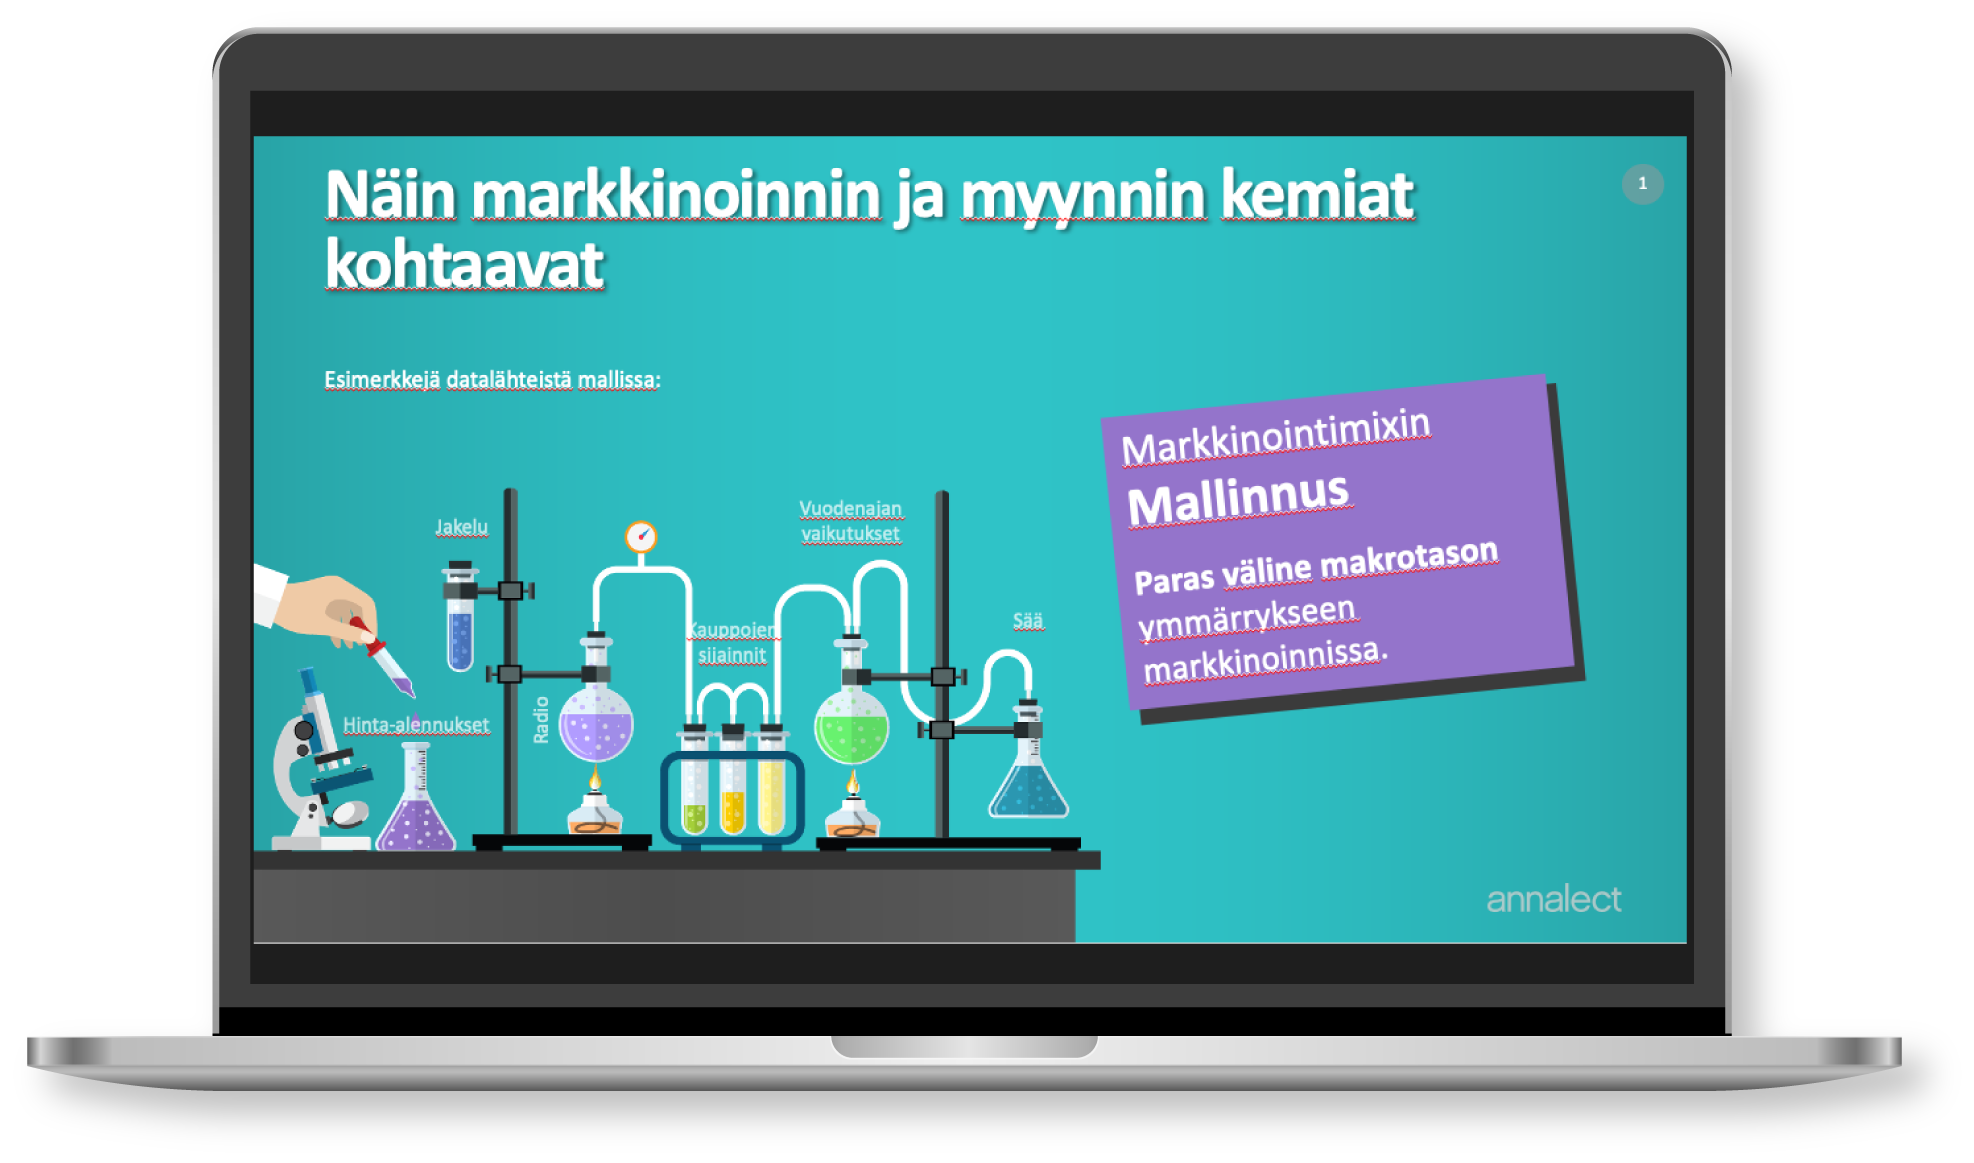 Näin markkinoinnin ja myynnin kemiat
kohtaavat
1
Esimerkkejä datalähteistä mallissa:
Markkinointimixin
Mallinnus
Paras väline makrotason
ymmärrykseen
markkinoinnissa.
Jakelu
Vuodenajan
vaikutukset
Kauppojen
sijainnit
Sää
Radio
Hinta-alennukset
annalect